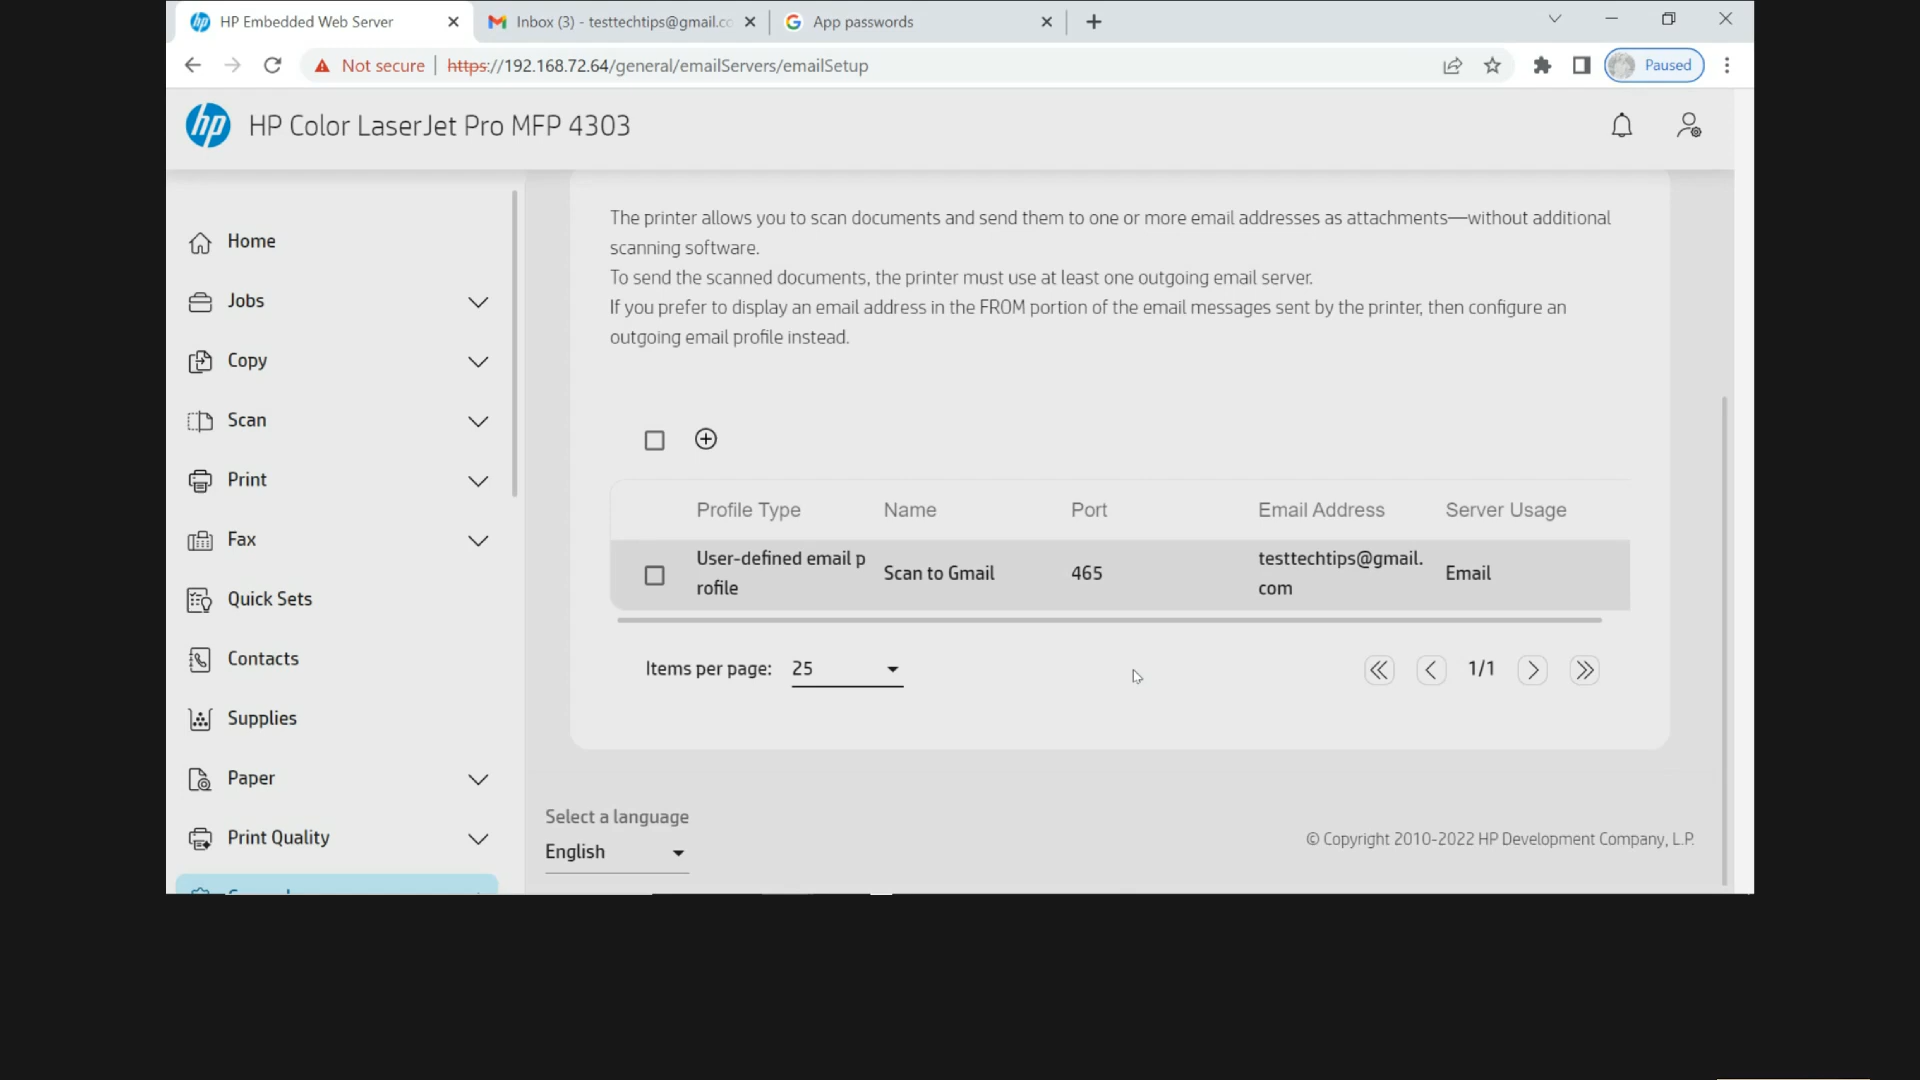 HP Embedded Web Server
Inbox (3) - testtechtips@gmail.cc
App passwords
Not secure | https://192.168.72.64/general/emailServers/emailSetup
Paused
hp HP Color LaserJet Pro MFP 4303
Home
Jobs
Copy
Scan
Print
Fax
Quick Sets
Contacts
Supplies
Paper
Print Quality
The printer allows you to scan documents and send them to one or more email addresses as attachments—without additional
scanning software.
To send the scanned documents, the printer must use at least one outgoing email server.
If you prefer to display an email address in the FROM portion of the email messages sent by the printer, then configure an
outgoing email profile instead.
Profile Type Name Port Email Address Server Usage
User-defined email p
rofile
Scan to Gmail
465
testtechtips@gmail.
com
Email
Items per page: 25
1/1
Select a language
English
© Copyright 2010-2022 HP Development Company, L.P.